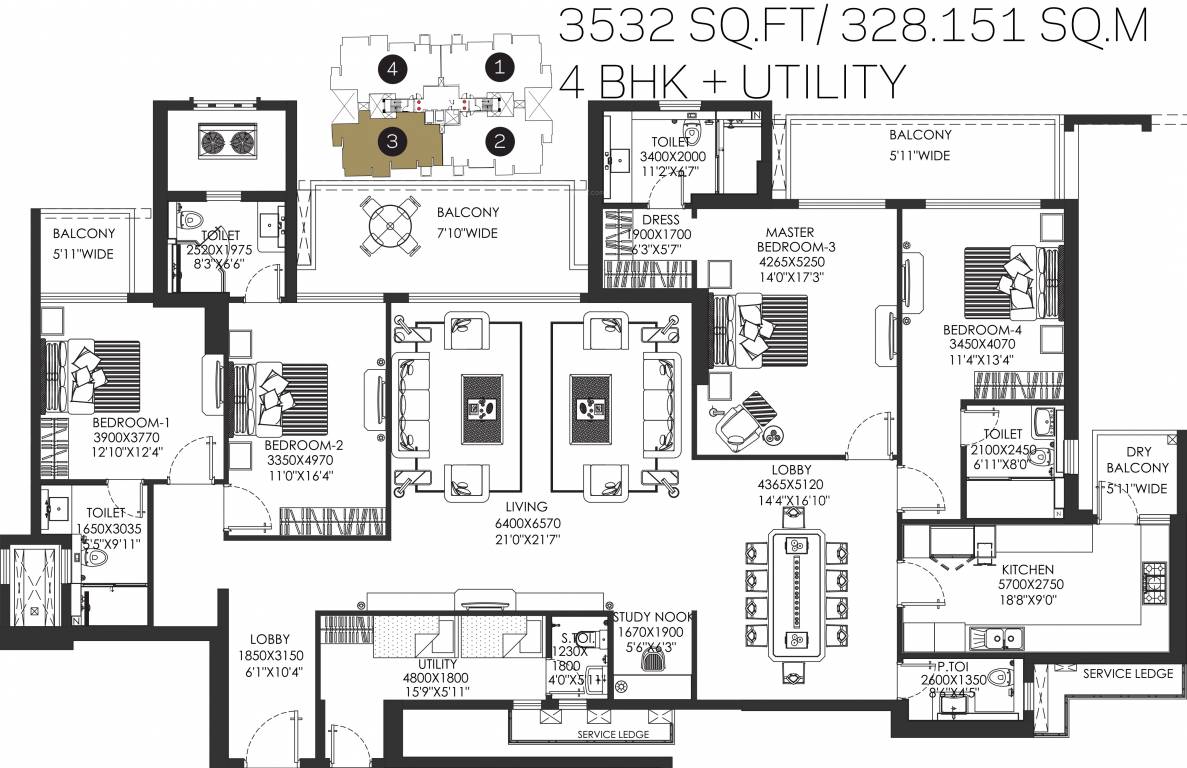 3532 SQ.FT/ 328.151 SQ.M
4 BHK + UTILITY
4
1
3
2
TOILET
3400X2000
11'2"X6'7"
BALCONY
5'11"WIDE
BALCONY
5'11"WIDE
TOILET
2520X1975
8'3"X6'6"
BALCONY
7'10"WIDE
DRESS
1900X1700
6'3"X5'7"
MASTER
BEDROOM-3
4265X5250
14'0"X17'3"
BEDROOM-4
3450X4070
11'4"X13'4"
BEDROOM-1
3900X3770
12'10"X12'4"
BEDROOM-2
3350X4970
11'0"X16'4"
TOILET
2100X2450
6'11"X8'0"
DRY
BALCONY
5'11"WIDE
TOILET
1650X3035
5'5"X9'11"
LIVING
6400X6570
21'0"X21'7"
LOBBY
4365X5120
14'4"X16'10"
KITCHEN
5700X2750
18'8"X9'0"
LOBBY
1850X3150
6'1"X10'4"
UTILITY
4800X1800
15'9"X5'11"
S.TOI.
1230X
1800
4'0"X5'11"
STUDY NOOK
1670X1900
5'6"X6'3"
P.TOI
2600X1350
8'6"X4'5"
SERVICE LEDGE
SERVICE LEDGE